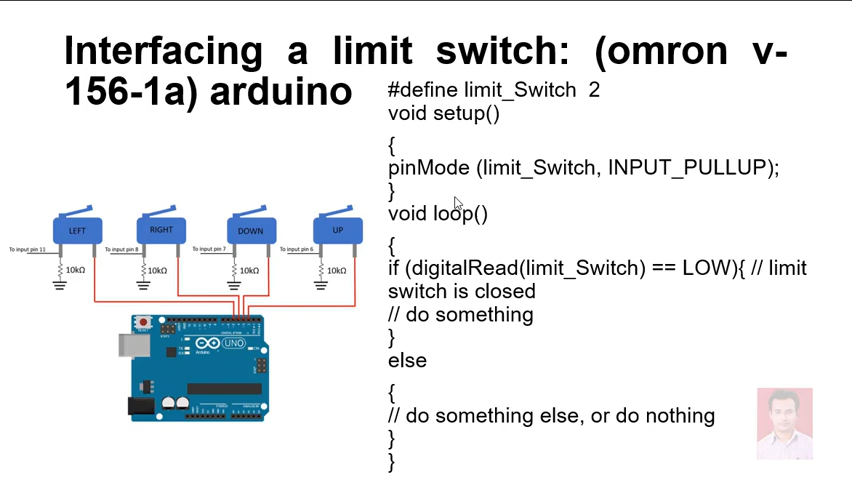 Interfacing a limit switch: (omron v-
156-1a) arduino
#define limit_Switch 2
void setup()
{
pinMode (limit_Switch, INPUT_PULLUP);
}
void loop()
{
if (digitalRead(limit_Switch) == LOW){ // limit
switch is closed
// do something
}
else
{
// do something else, or do nothing
}
}
LEFT
RIGHT
DOWN
UP
To input pin 11
To input pin 8
To input pin 7
To input pin 6
10kΩ
10kΩ
10kΩ
10kΩ
UNO
Arduino